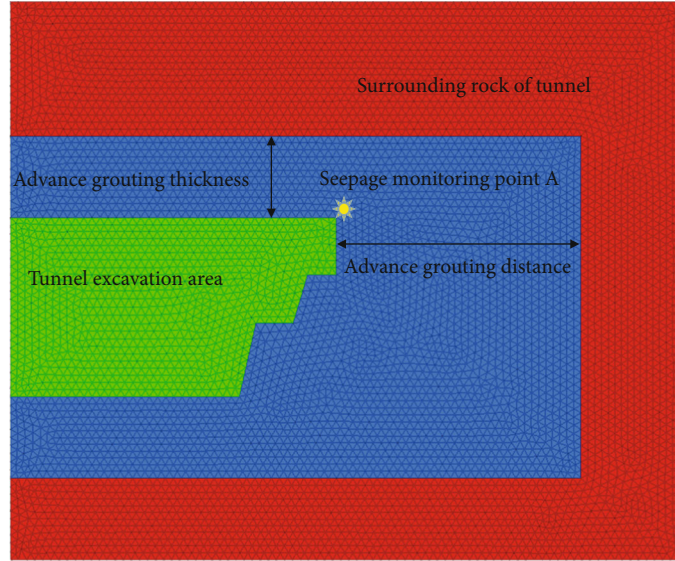 Surrounding rock of tunnel
Advance grouting thickness
Seepage monitoring point A
Advance grouting distance
Tunnel excavation area